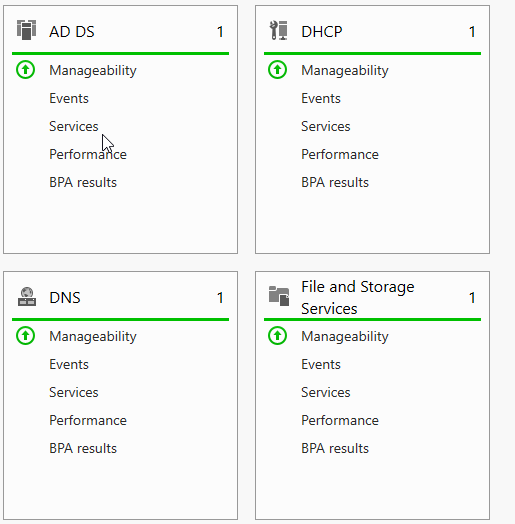 AD DS 1
Manageability
Events
Services
Performance
BPA results
DHCP 1
Manageability
Events
Services
Performance
BPA results
DNS 1
Manageability
Events
Services
Performance
BPA results
File and Storage
Services 1
Manageability
Events
Services
Performance
BPA results